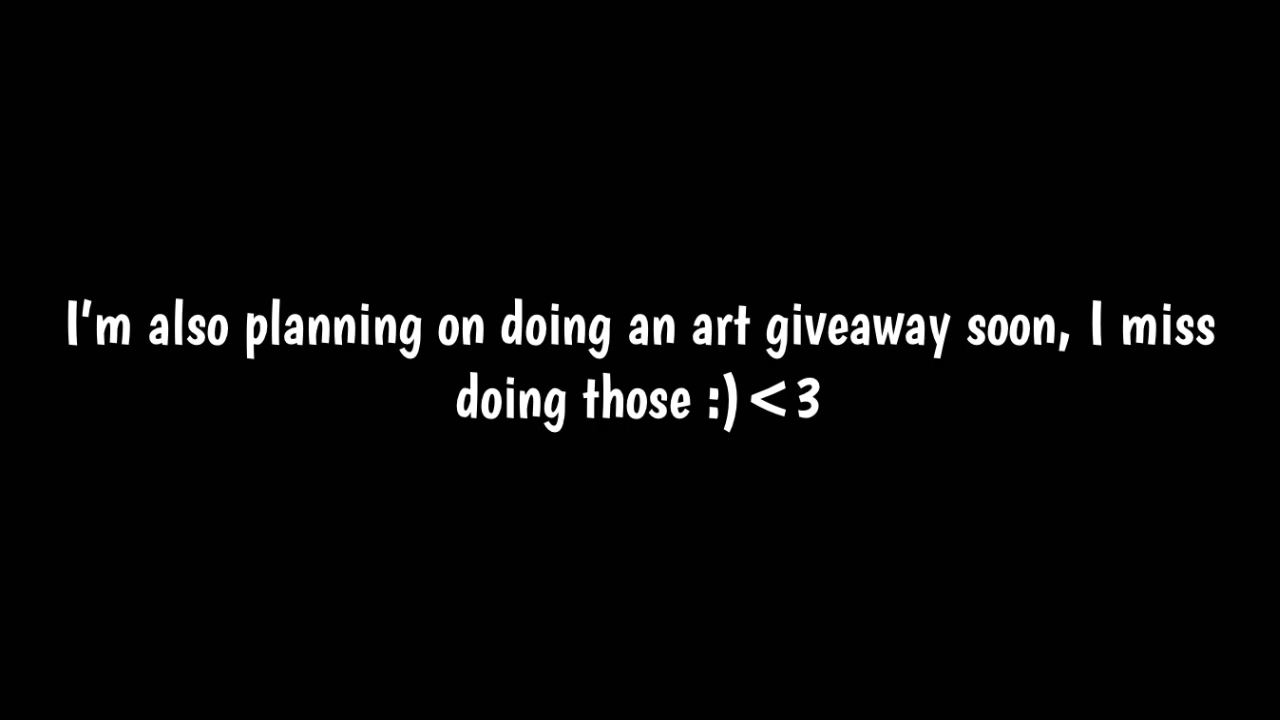 I'm also planning on doing an art giveaway soon, I miss
doing those :) <3